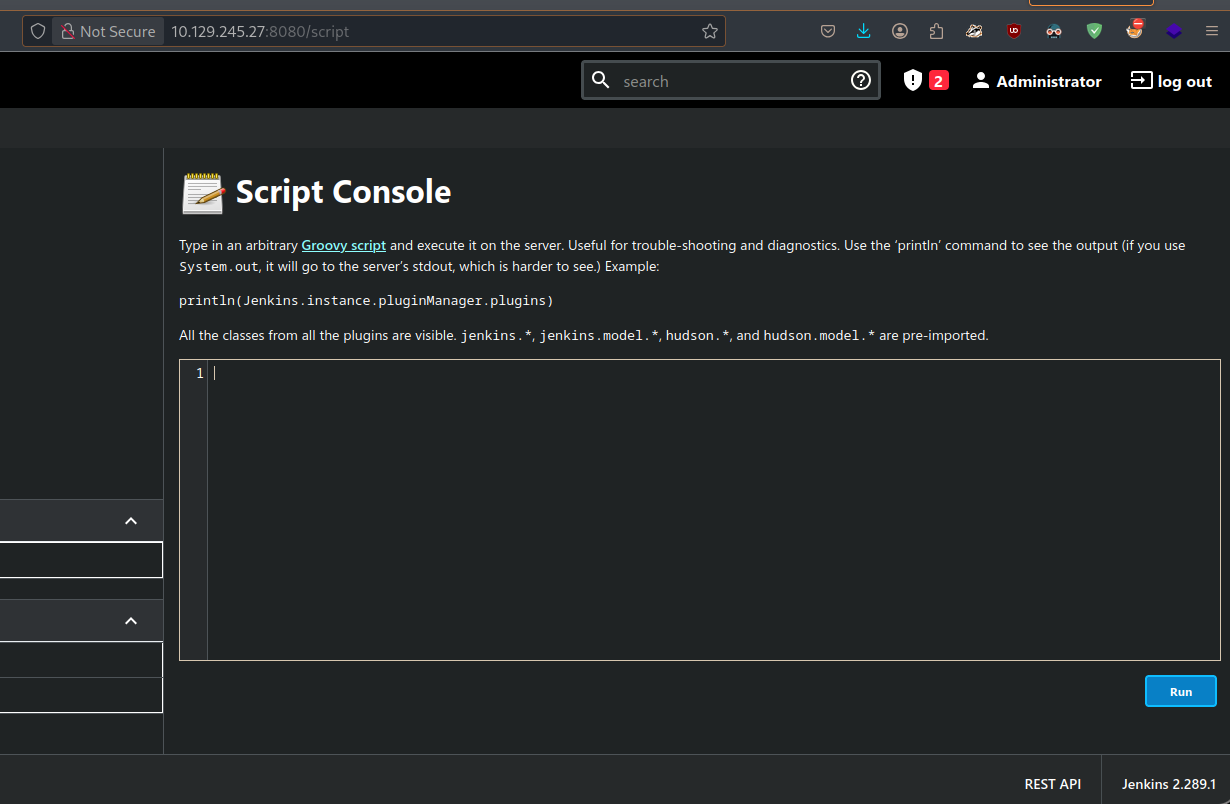 Not Secure 10.129.245.27:8080/script
search
2
Administrator
log out
Script Console
Type in an arbitrary Groovy script and execute it on the server. Useful for trouble-shooting and diagnostics. Use the ‘println’ command to see the output (if you use
System.out, it will go to the server’s stdout, which is harder to see.) Example:
println(Jenkins.instance.pluginManager.plugins)
All the classes from all the plugins are visible. jenkins.*, jenkins.model.*, hudson.*, and hudson.model.* are pre-imported.
1
Run
REST API
Jenkins 2.289.1